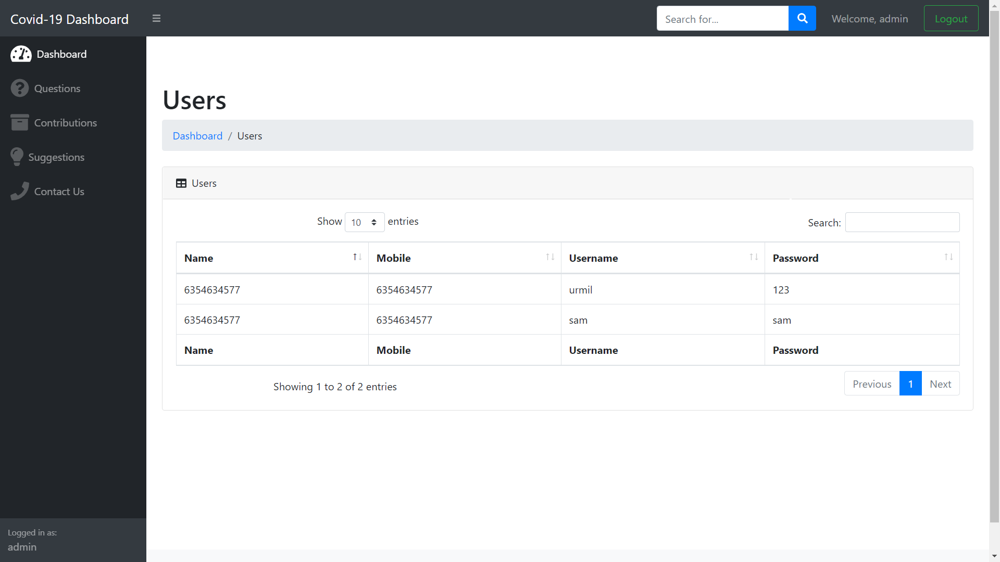 Covid-19 Dashboard
Search for...
Welcome, admin
Logout
Dashboard
Questions
Contributions
Suggestions
Contact Us
Logged in as:
admin
Users
Dashboard / Users
Users
Show 10 entries
Search:
Name Mobile Username Password
6354634577 6354634577 urmil 123
6354634577 6354634577 sam sam
Name Mobile Username Password
Showing 1 to 2 of 2 entries
Previous 1 Next